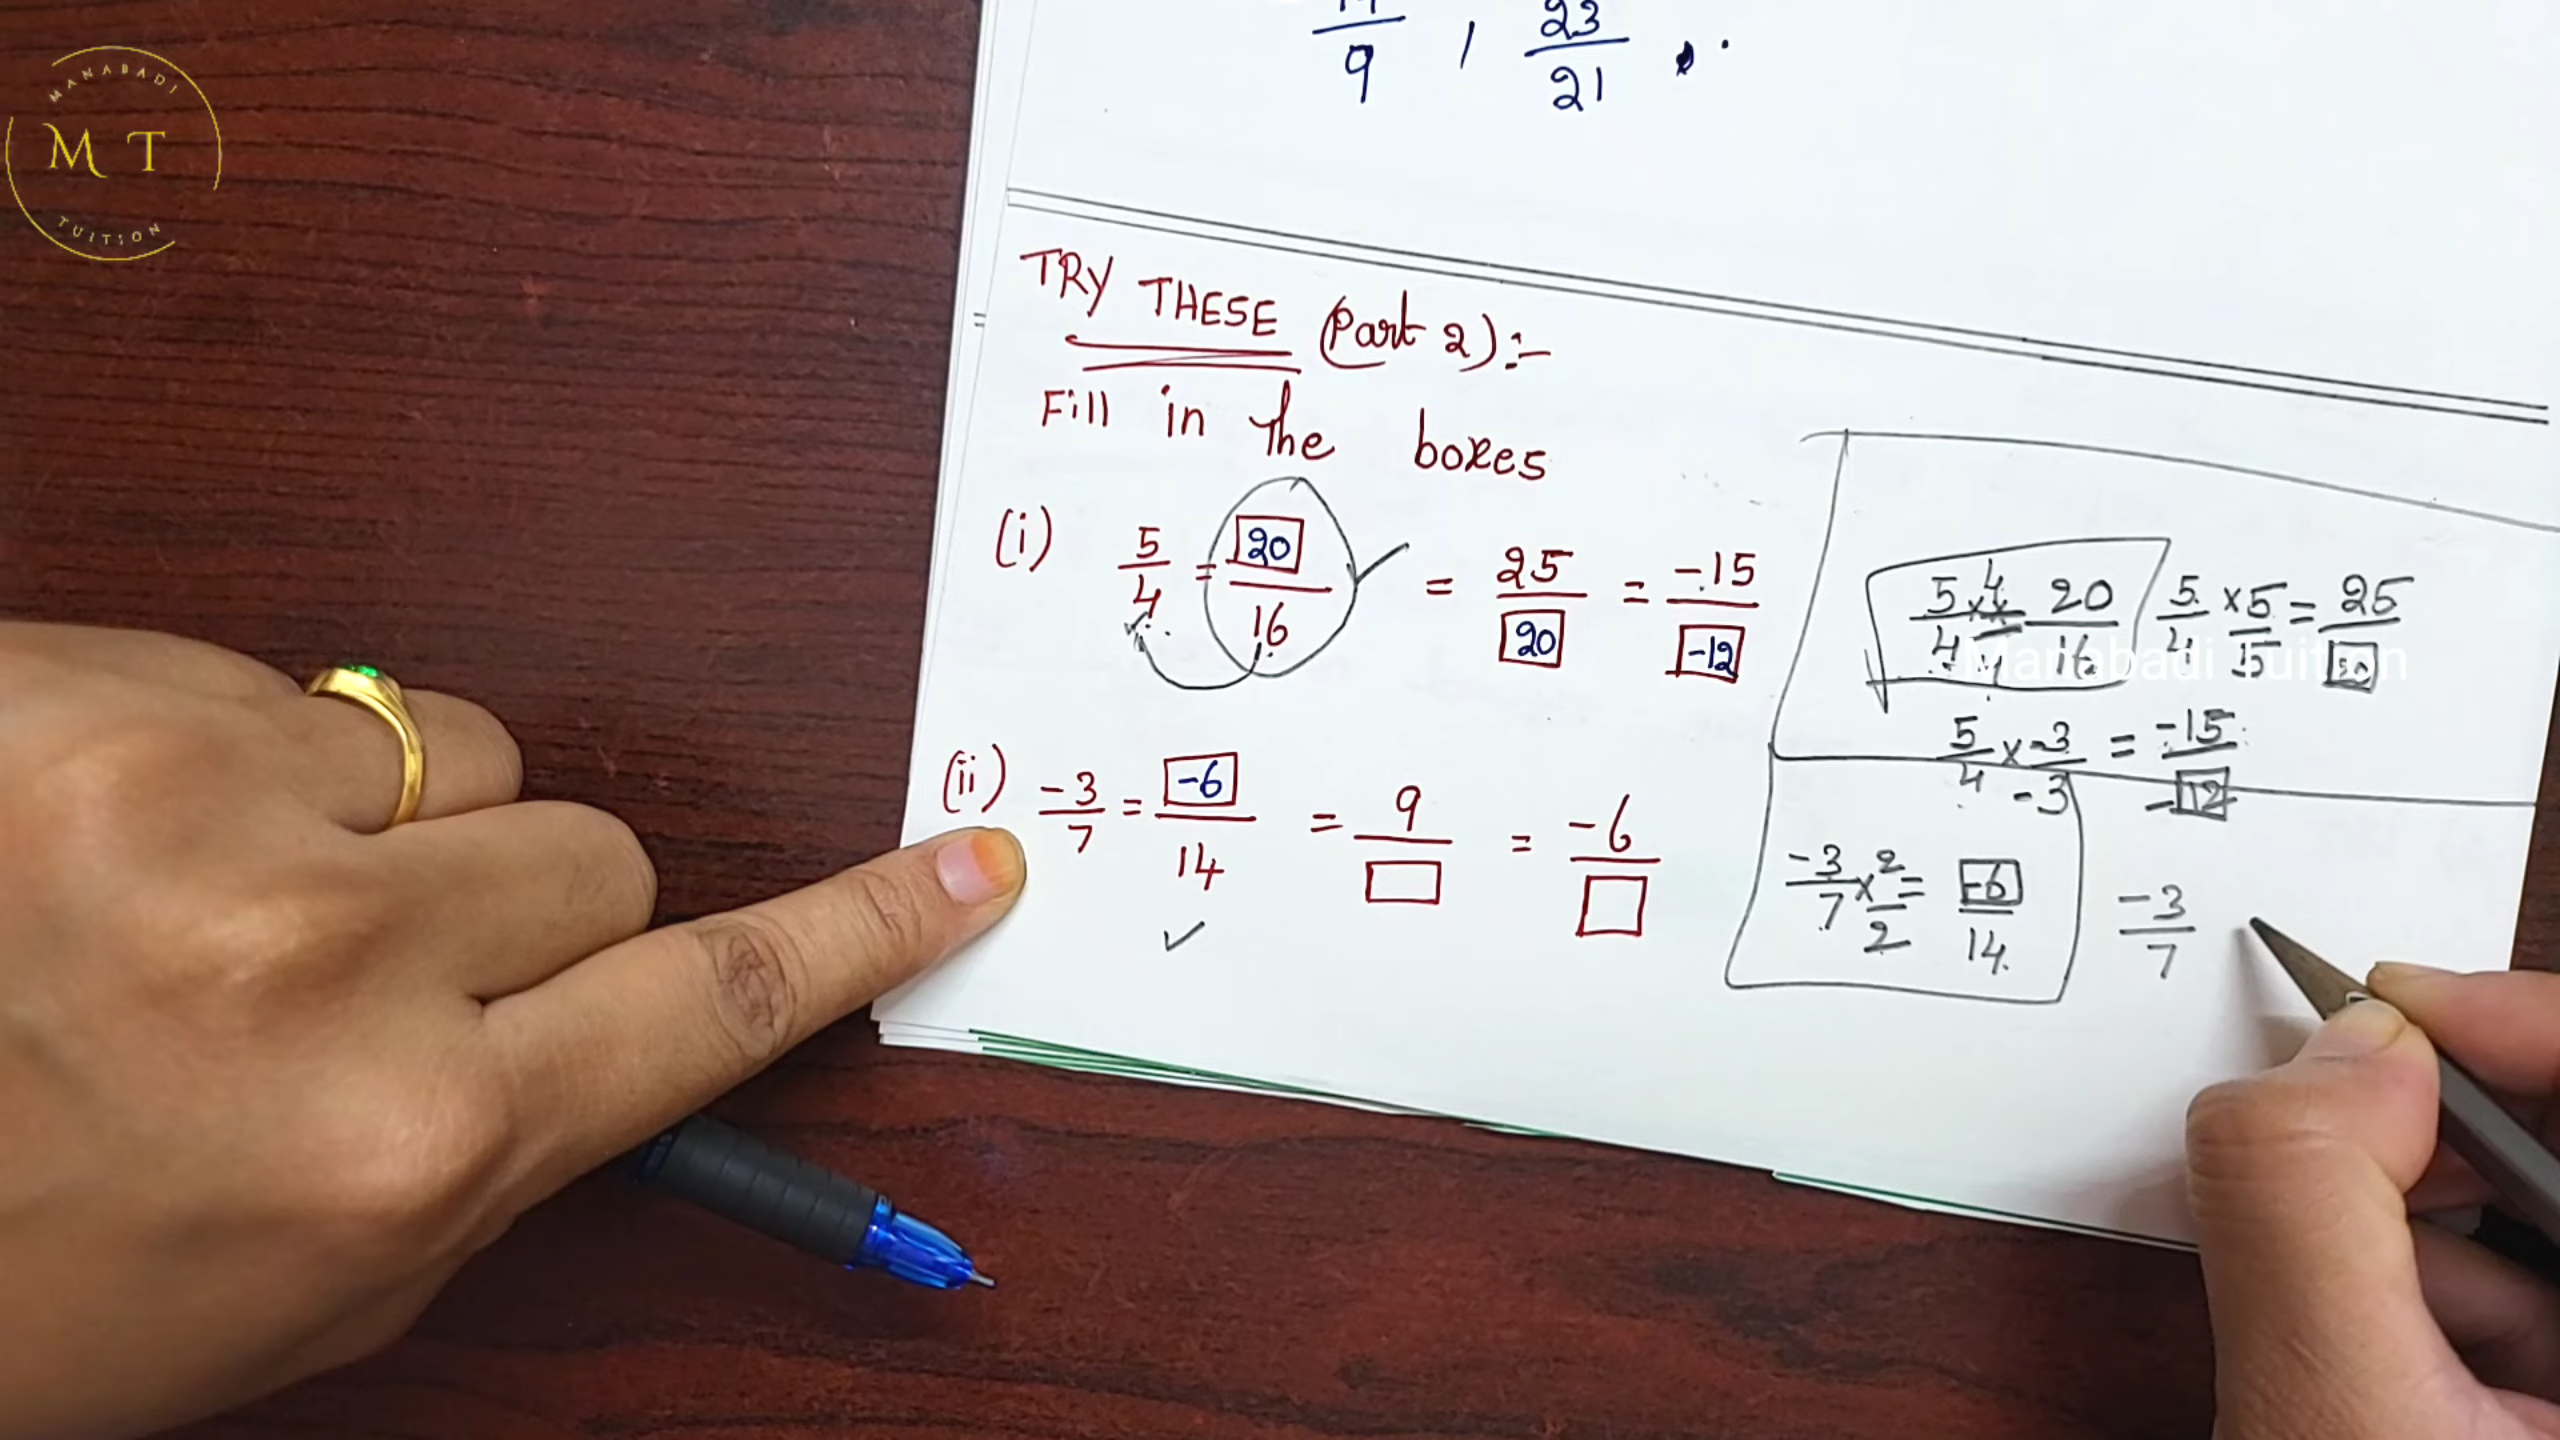 MANABADI
MT
TUITION
9 , 23/21 ..
TRY THESE (Part 2):-
Fill in the boxes
(i) 5/4 = 20/16 = 25/20 = -15/-12
(ii) -3/7 = -6/14 = 9/□ = -6/□
✓
5/4 × 4/4 = 20/16
5/4 × 5/5 = 25/
Manabadi Tuition
5/4 × -3/-3 = -15/-12
-3/7 × 2/2 = -6/14
-3/7